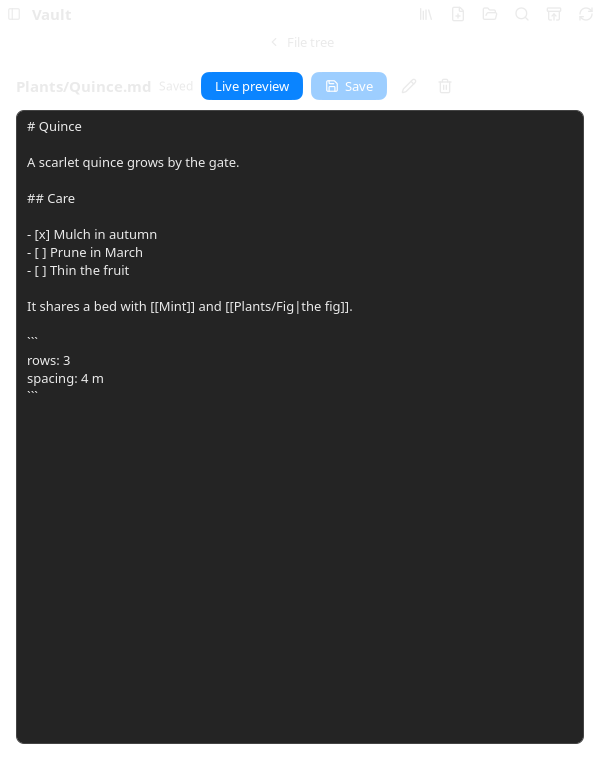 Vault
File tree
Plants/Quince.md Saved Live preview Save
# Quince
A scarlet quince grows by the gate.
## Care
- [x] Mulch in autumn
- [ ] Prune in March
- [ ] Thin the fruit
It shares a bed with [[Mint]] and [[Plants/Fig|the fig]].
```
rows: 3
spacing: 4 m
```